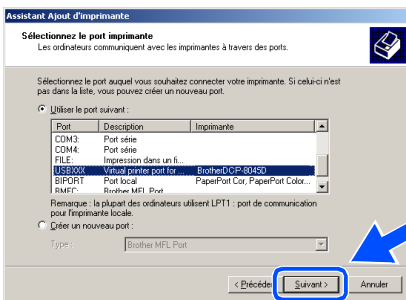 Assistant Ajout d'imprimante
Sélectionnez le port imprimante
Les ordinateurs communiquent avec les imprimantes à travers des ports.
Sélectionnez le port auquel vous souhaitez connecter votre imprimante. Si celui-ci n'est
pas dans la liste, vous pouvez créer un nouveau port.
Utiliser le port suivant :
Port Description Imprimante
COM3: Port série
COM4: Port série
FILE: Impression dans un fi...
USBXXX Virtual printer port for ... BrotherDCP-8045D
BIPORT Port local PaperPort Cor, PaperPort Color...
BMFC: Brother MFL Port
Remarque : la plupart des ordinateurs utilisent LPT1 : port de communication
pour l'imprimante locale.
Créer un nouveau port :
Type : Brother MFL Port
< Précéde Suivant > Annuler